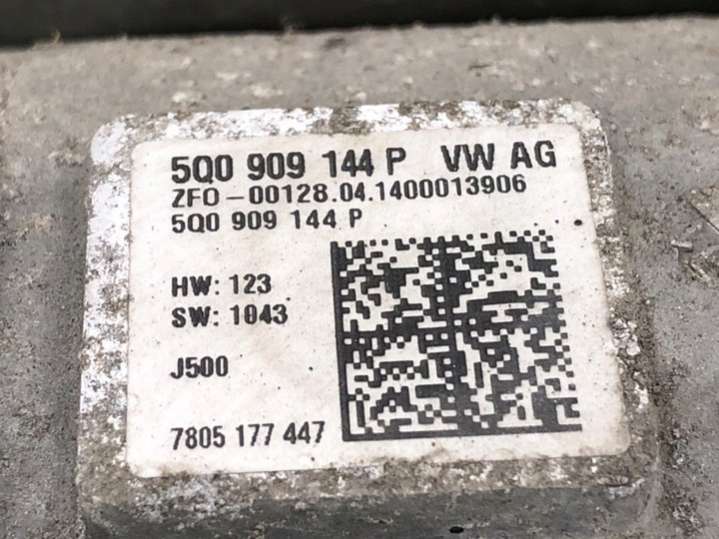 5Q0 909 144 P VW AG
ZFO-00128.04.1400013906
5Q0 909 144 P
HW: 123
SW: 1043
J500
7805 177 447